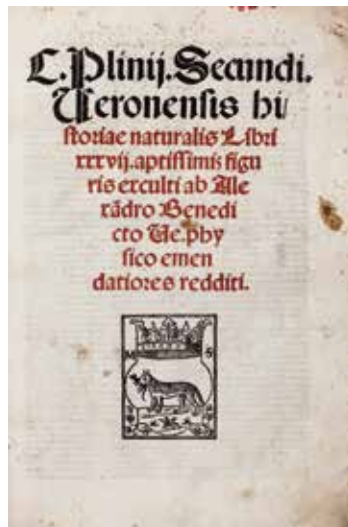 C. Plinij. Secundi.
Veronensis hi
storiae naturalis Libri
xxxvij. aptissimis figu
ris exculti ab Ale
xãdro Benedi
cto Ve. phy
sico emen
datiores redditi.
M S